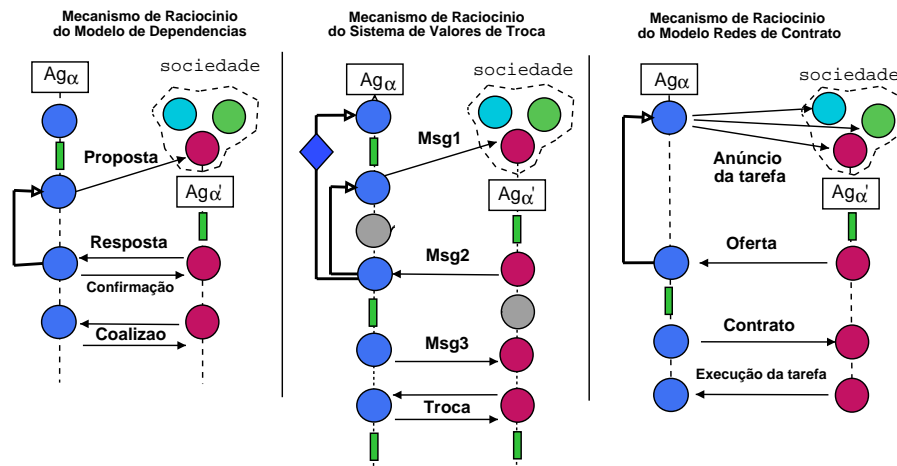 Mecanismo de Raciocinio
do Modelo de Dependencias
Agα
sociedade
Proposta
Agα'
Resposta
Confirmação
Coalizao
Mecanismo de Raciocinio
do Sistema de Valores de Troca
Agα
sociedade
Msg1
Agα'
Msg2
Msg3
Troca
Mecanismo de Raciocinio
do Modelo Redes de Contrato
Agα
sociedade
Anúncio
da tarefa
Agα'
Oferta
Contrato
Execução da tarefa